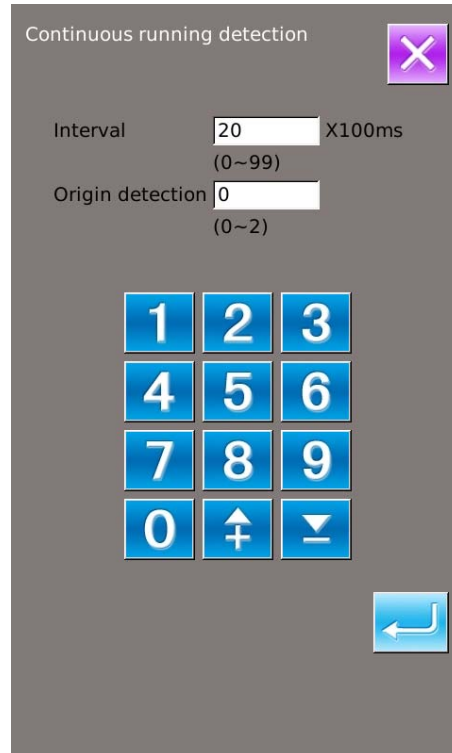 Continuous running detection
Interval 20 X100ms
(0~99)
Origin detection 0
(0~2)
1 2 3
4 5 6
7 8 9
0